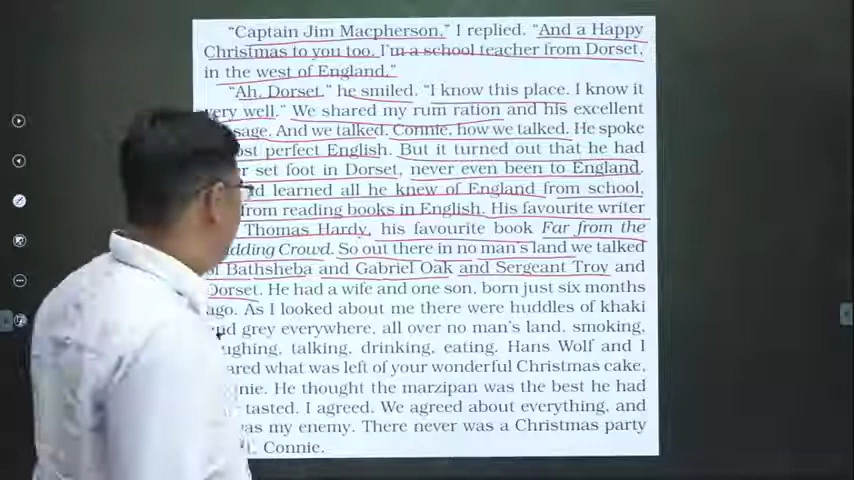 “Captain Jim Macpherson,” I replied. “And a Happy
Christmas to you too. I’m a school teacher from Dorset,
in the west of England.”
“Ah, Dorset,” he smiled. “I know this place. I know it
very well.” We shared my rum ration and his excellent
sage. And we talked, Connie, how we talked. He spoke
ost perfect English. But it turned out that he had
r set foot in Dorset, never even been to England.
d learned all he knew of England from school,
from reading books in English. His favourite writer
Thomas Hardy, his favourite book Far from the
dding Crowd. So out there in no man’s land we talked
of Bathsheba and Gabriel Oak and Sergeant Troy and
Dorset. He had a wife and one son, born just six months
ago. As I looked about me there were huddles of khaki
and grey everywhere, all over no man’s land, smoking,
ughing, talking, drinking, eating. Hans Wolf and I
ared what was left of your wonderful Christmas cake,
nie. He thought the marzipan was the best he had
tasted. I agreed. We agreed about everything, and
was my enemy. There never was a Christmas party
it, Connie.